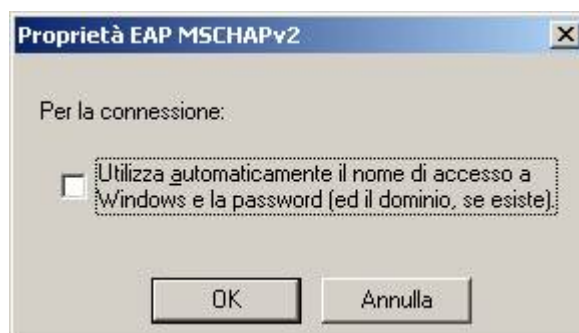 Proprietà EAP MSCHAPv2
Per la connessione:
Utilizza automaticamente il nome di accesso a
Windows e la password (ed il dominio, se esiste).
OK
Annulla